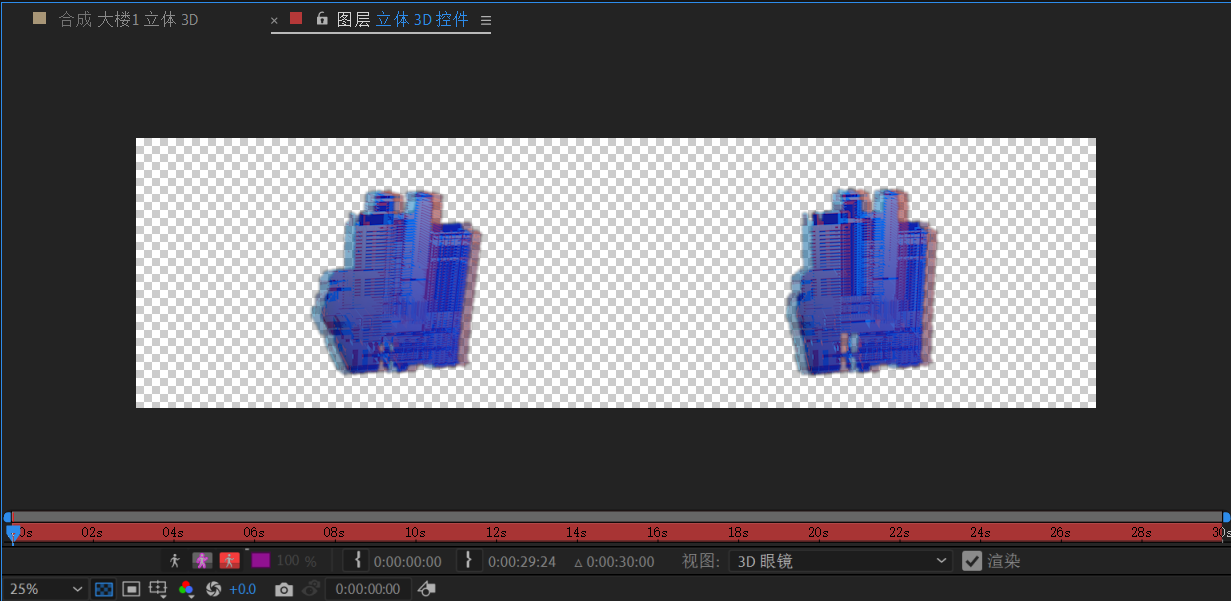 合成 大楼1 立体 3D
× 图层 立体 3D 控件 ≡
0s 02s 04s 06s 08s 10s 12s 14s 16s 18s 20s 22s 24s 26s 28s 30s
100 % 0:00:00:00 0:00:29:24 △ 0:00:30:00 视图: 3D 眼镜 渲染
25% +0.0 0:00:00:00